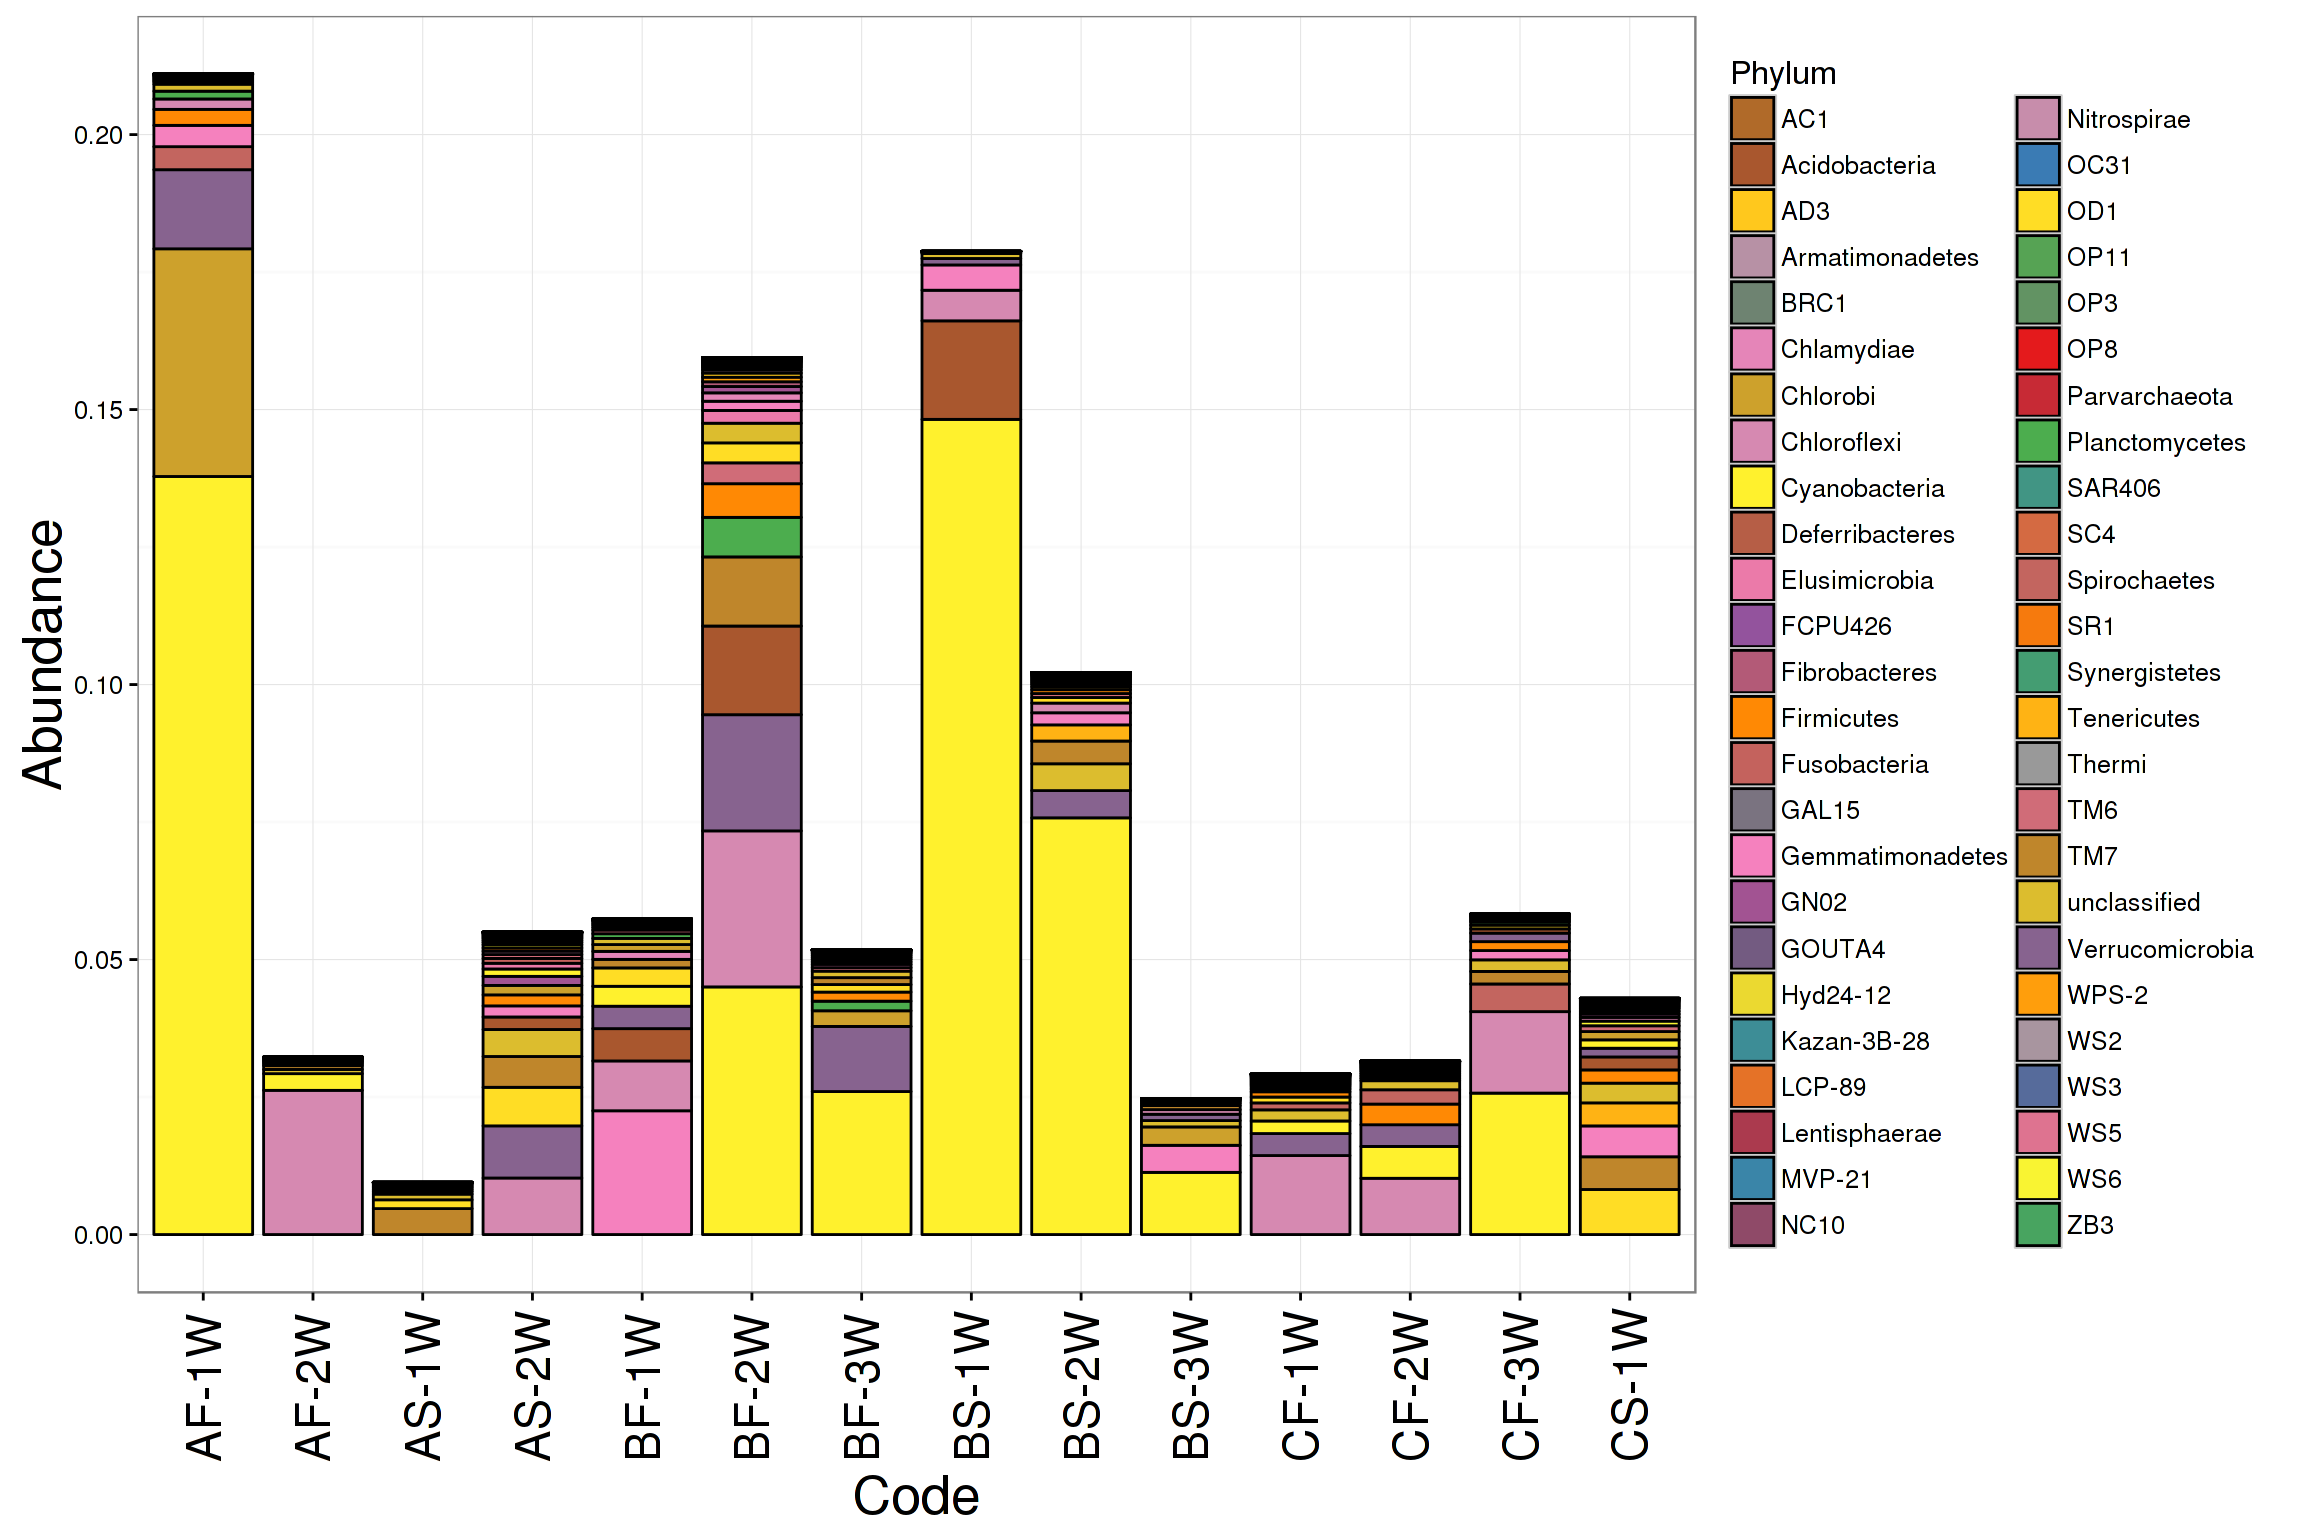 Abundance
0.20
0.15
0.10
0.05
0.00
AF-1W
AF-2W
AS-1W
AS-2W
BF-1W
BF-2W
BF-3W
BS-1W
BS-2W
BS-3W
CF-1W
CF-2W
CF-3W
CS-1W
Code
Phylum
AC1
Acidobacteria
AD3
Armatimonadetes
BRC1
Chlamydiae
Chlorobi
Chloroflexi
Cyanobacteria
Deferribacteres
Elusimicrobia
FCPU426
Fibrobacteres
Firmicutes
Fusobacteria
GAL15
Gemmatimonadetes
GN02
GOUTA4
Hyd24-12
Kazan-3B-28
LCP-89
Lentisphaerae
MVP-21
NC10
Nitrospirae
OC31
OD1
OP11
OP3
OP8
Parvarchaeota
Planctomycetes
SAR406
SC4
Spirochaetes
SR1
Synergistetes
Tenericutes
Thermi
TM6
TM7
unclassified
Verrucomicrobia
WPS-2
WS2
WS3
WS5
WS6
ZB3